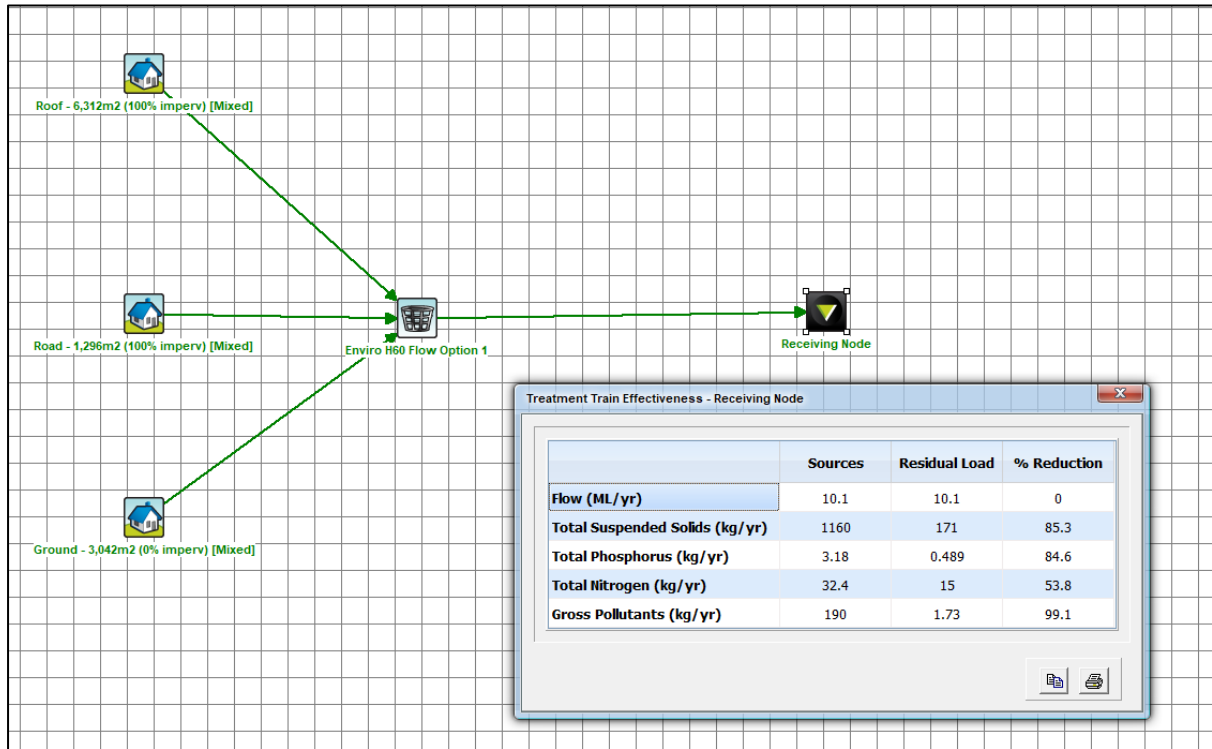 Roof - 6,312m2 (100% imperv) [Mixed]
Road - 1,296m2 (100% imperv) [Mixed]
Enviro H60 Flow Option 1
Receiving Node
Ground - 3,042m2 (0% imperv) [Mixed]
Treatment Train Effectiveness - Receiving Node
Sources Residual Load % Reduction
Flow (ML/yr) 10.1 10.1 0
Total Suspended Solids (kg/yr) 1160 171 85.3
Total Phosphorus (kg/yr) 3.18 0.489 84.6
Total Nitrogen (kg/yr) 32.4 15 53.8
Gross Pollutants (kg/yr) 190 1.73 99.1